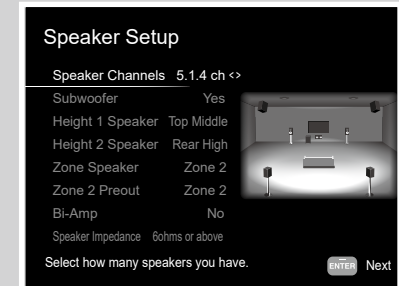 Speaker Setup
Speaker Channels 5.1.4 ch <>
Subwoofer Yes
Height 1 Speaker Top Middle
Height 2 Speaker Rear High
Zone Speaker Zone 2
Zone 2 Preout Zone 2
Bi-Amp No
Speaker Impedance 6ohms or above
Select how many speakers you have.
ENTER Next